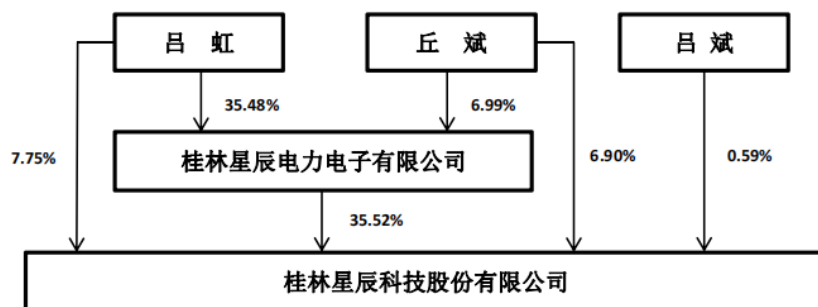 吕 虹
丘 斌
吕 斌
35.48%
6.99%
7.75%
桂林星辰电力电子有限公司
6.90%
0.59%
35.52%
桂林星辰科技股份有限公司